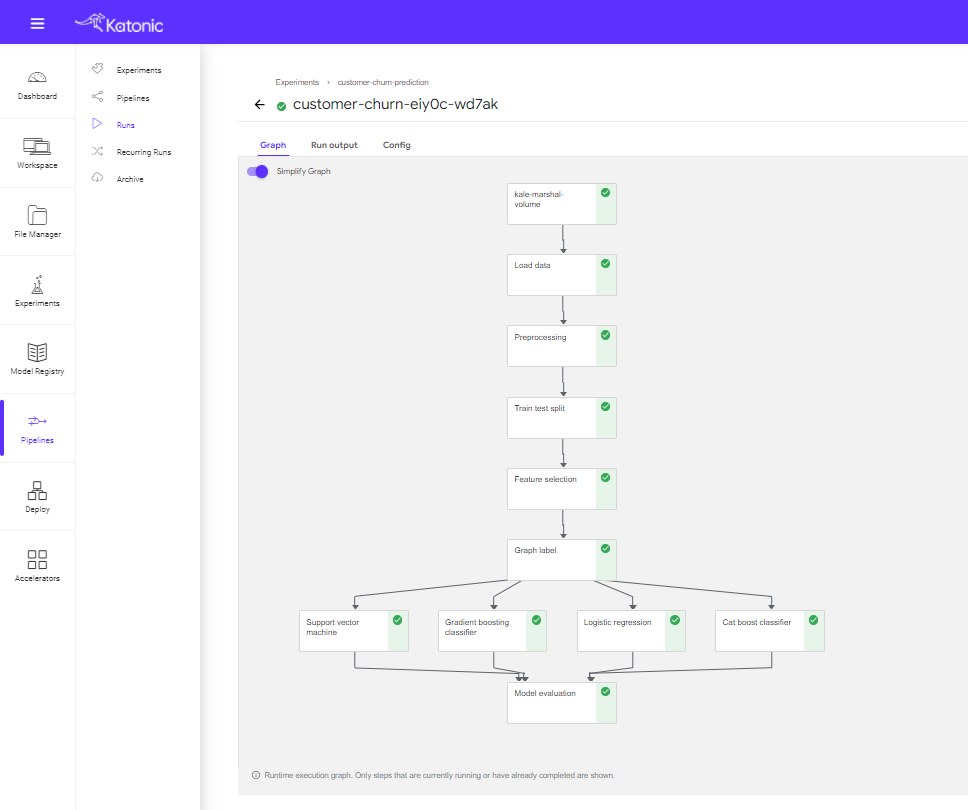 Katonic
Dashboard
Workspace
File Manager
Experiments
Model Registry
Pipelines
Deploy
Accelerators
Experiments
Pipelines
Runs
Recurring Runs
Archive
Experiments › customer-churn-prediction
customer-churn-eiy0c-wd7ak
Graph Run output Config
Simplify Graph
kale-marshal-
volume
Load data
Preprocessing
Train test split
Feature selection
Graph label
Support vector
machine
Gradient boosting
classifier
Logistic regression
Cat boost classifier
Model evaluation
Runtime execution graph. Only steps that are currently running or have already completed are shown.